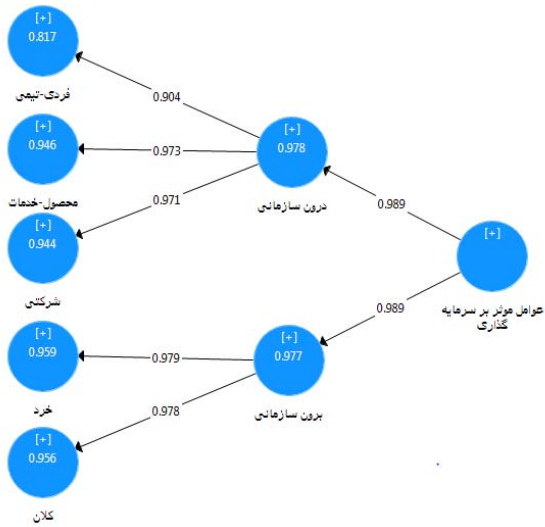 [+]
0.817
فردی-تیمی
0.904
[+]
0.946
محصول-خدمات
0.973
[+]
0.944
شرکتی
0.971
[+]
0.978
درون سازمانی
0.989
[+]
عوامل موثر بر سرمایه
گذاری
0.989
[+]
0.977
برون سازمانی
[+]
0.959
خرد
0.979
0.978
[+]
0.956
کلان